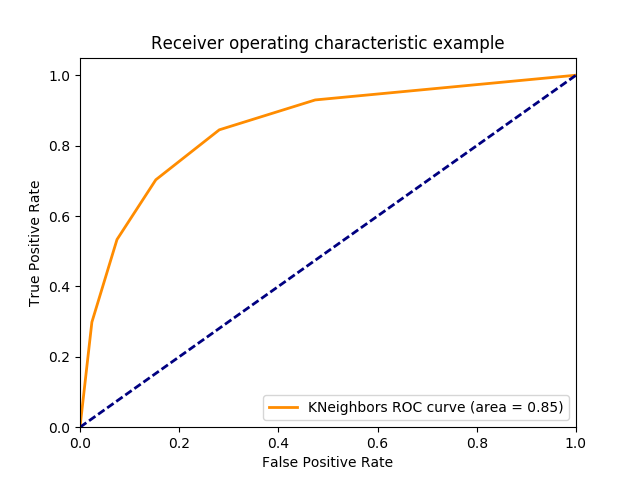 Receiver operating characteristic example
True Positive Rate
1.0
0.8
0.6
0.4
0.2
0.0
KNeighbors ROC curve (area = 0.85)
0.0 0.2 0.4 0.6 0.8 1.0
False Positive Rate